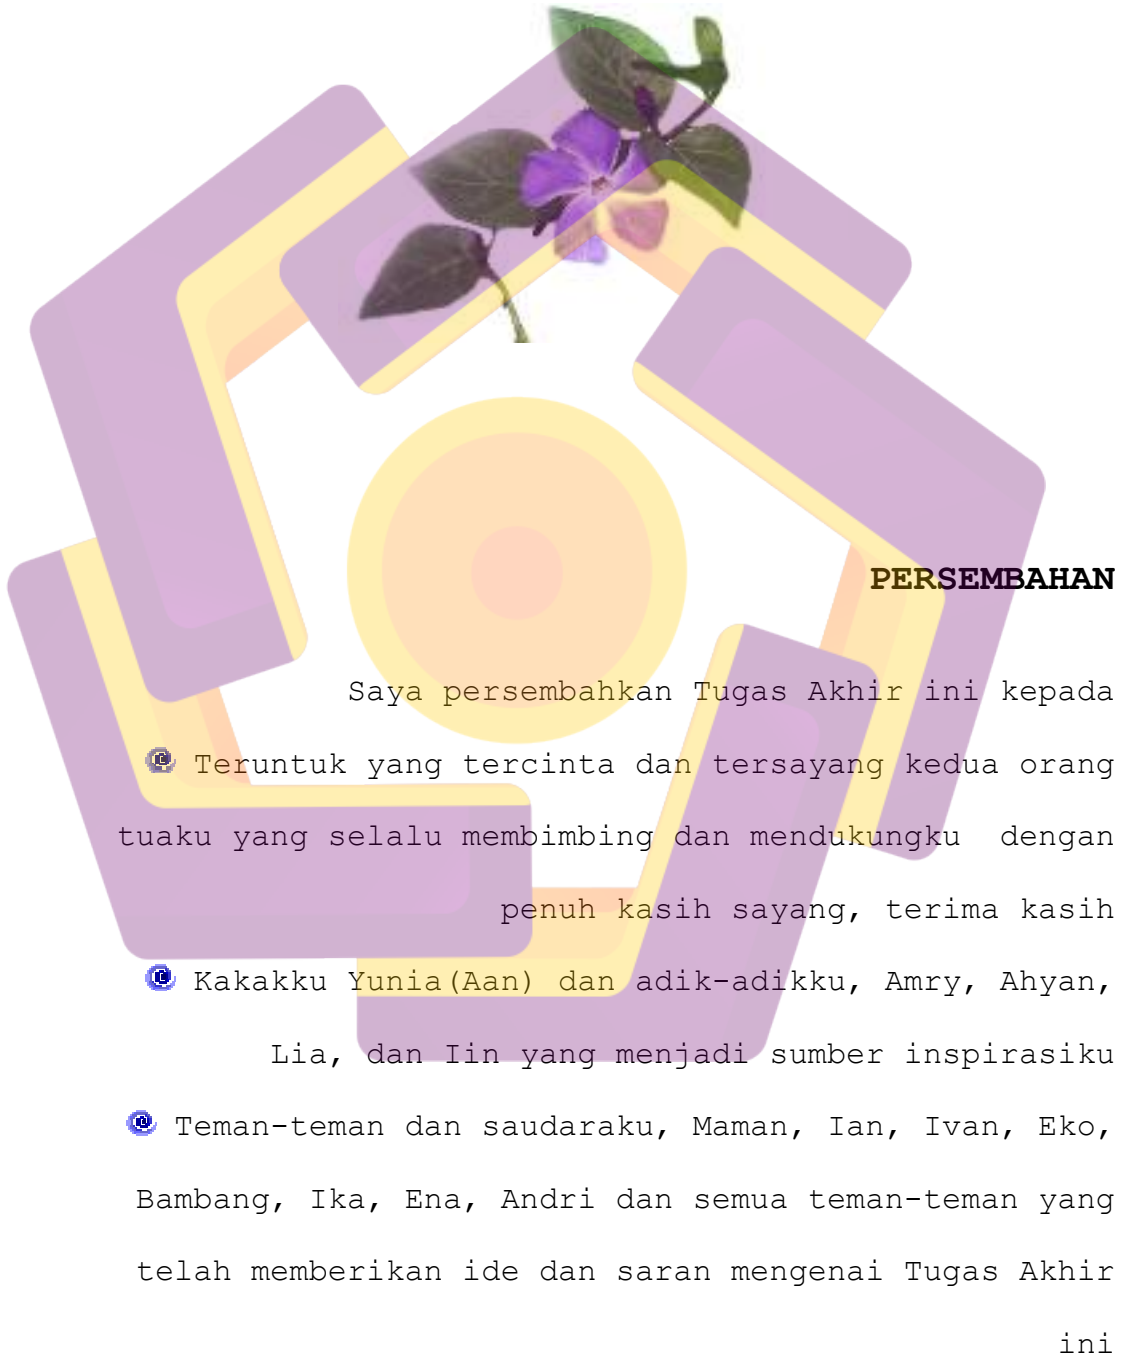 PERSEMBAHAN
Saya persembahkan Tugas Akhir ini kepada
Teruntuk yang tercinta dan tersayang kedua orang
tuaku yang selalu membimbing dan mendukungku  dengan
penuh kasih sayang, terima kasih
Kakakku Yunia(Aan) dan adik-adikku, Amry, Ahyan,
Lia, dan Iin yang menjadi sumber inspirasiku
Teman-teman dan saudaraku, Maman, Ian, Ivan, Eko,
Bambang, Ika, Ena, Andri dan semua teman-teman yang
telah memberikan ide dan saran mengenai Tugas Akhir
ini